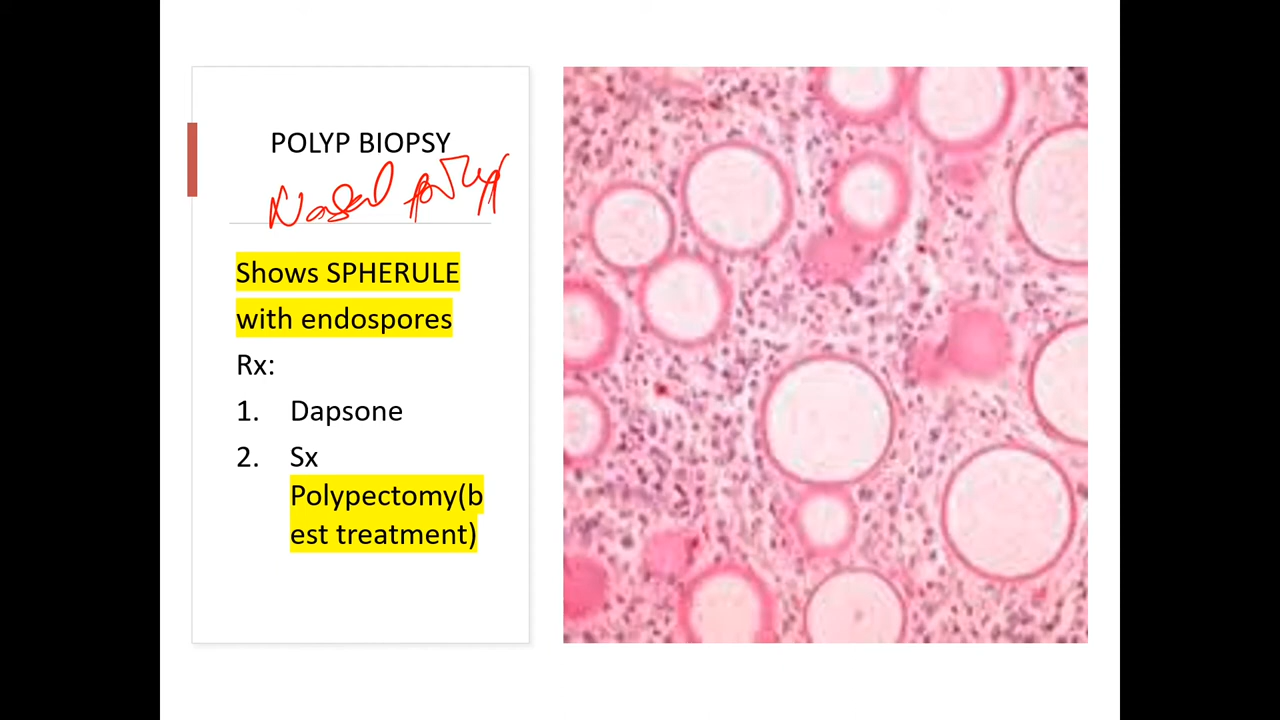 POLYP BIOPSY
Nasal polyp
Shows SPHERULE
with endospores
Rx:
1. Dapsone
2. Sx
Polypectomy(b
est treatment)